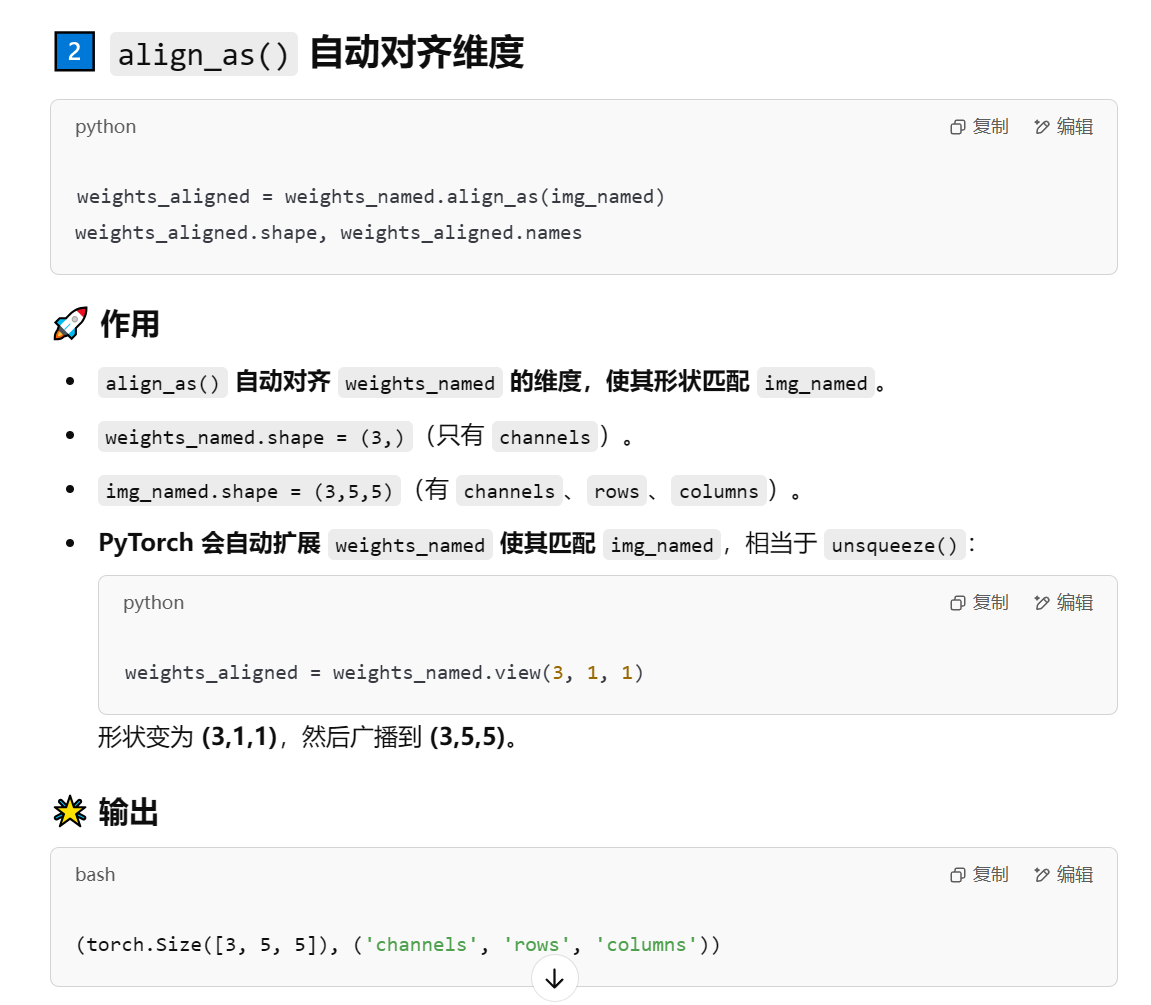 2 align_as() 自动对齐维度
python 复制 编辑
weights_aligned = weights_named.align_as(img_named)
weights_aligned.shape, weights_aligned.names
🚀 作用
• align_as() 自动对齐 weights_named 的维度，使其形状匹配 img_named。
• weights_named.shape = (3,)（只有 channels）。
• img_named.shape = (3,5,5)（有 channels、rows、columns）。
• PyTorch 会自动扩展 weights_named 使其匹配 img_named，相当于 unsqueeze()：
python 复制 编辑
weights_aligned = weights_named.view(3, 1, 1)
形状变为 (3,1,1)，然后广播到 (3,5,5)。
🌟 输出
bash 复制 编辑
(torch.Size([3, 5, 5]), ('channels', 'rows', 'columns'))